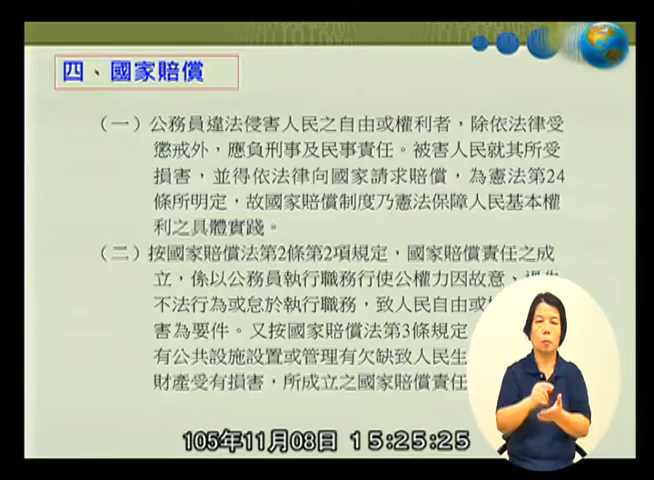 四、國家賠償
（一）公務員違法侵害人民之自由或權利者，除依法律受
懲戒外，應負刑事及民事責任。被害人民就其所受
損害，並得依法律向國家請求賠償，為憲法第24
條所明定，故國家賠償制度乃憲法保障人民基本權
利之具體實踐。
（二）按國家賠償法第2條第2項規定，國家賠償責任之成
立，係以公務員執行職務行使公權力因故意、
不法行為或怠於執行職務，致人民自由或
害為要件。又按國家賠償法第3條規定
有公共設施設置或管理有欠缺致人民生
財產受有損害，所成立之國家賠償責任
105年11月08日 15:25:25